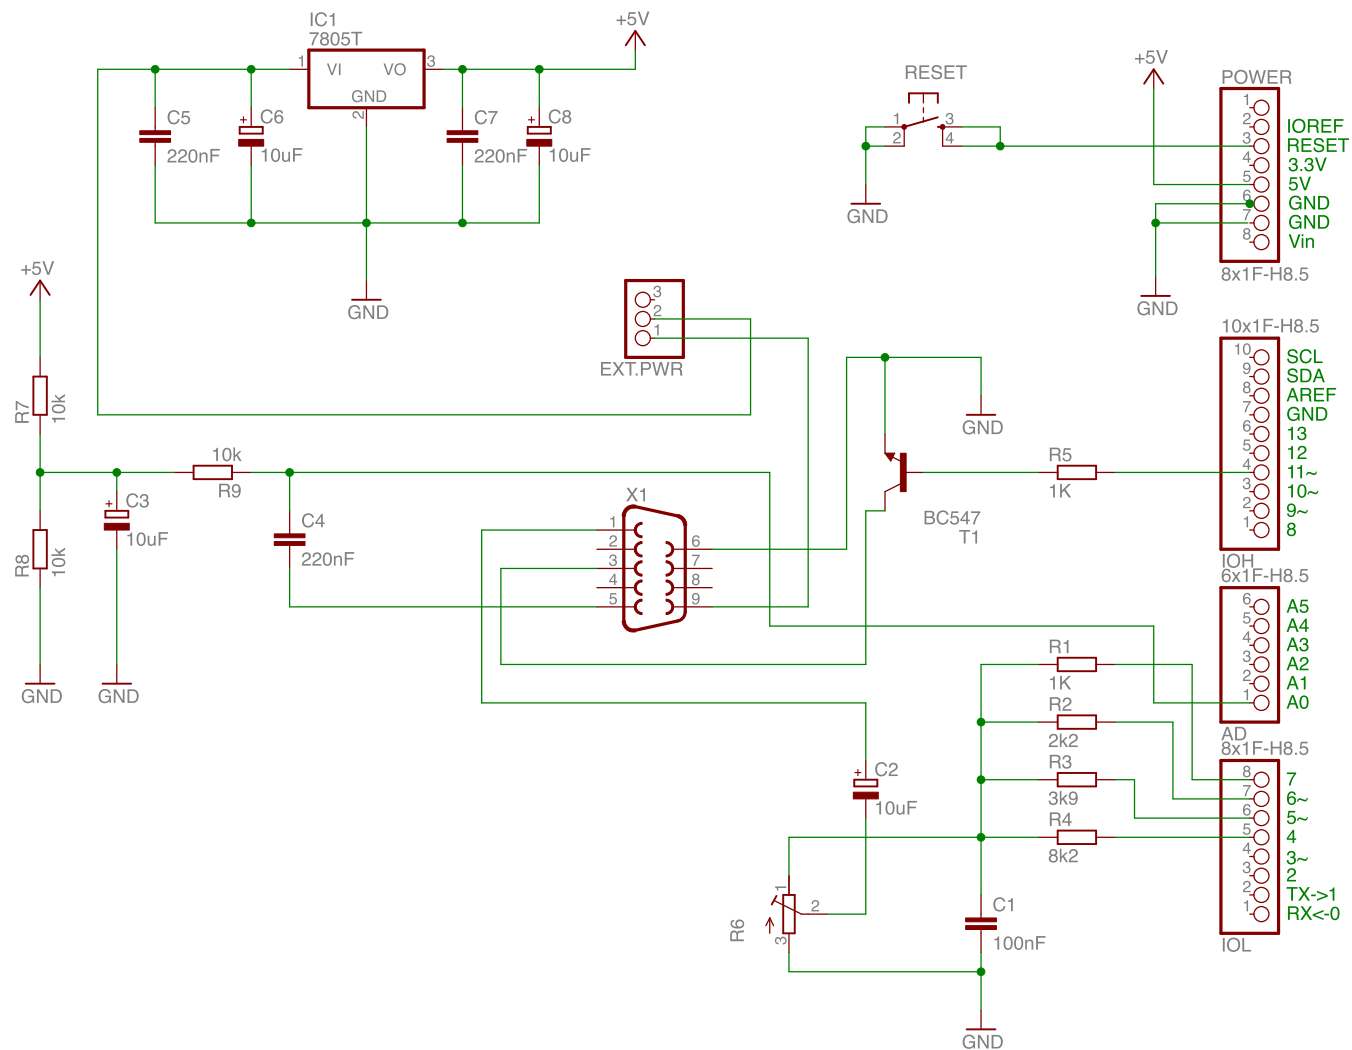 IC1
7805T
1
VI
VO
3
GND
2
+5V
C5
220nF
+
C6
10uF
C7
220nF
+
C8
10uF
GND
RESET
1
2
3
4
GND
+5V
POWER
1
2
3
4
5
6
7
8
IOREF
RESET
3.3V
5V
GND
GND
Vin
8x1F-H8.5
GND
+5V
R7
10k
R8
10k
GND
+
C3
10uF
GND
10k
R9
C4
220nF
3
2
1
EXT.PWR
X1
1
2
3
4
5
6
7
8
9
GND
BC547
T1
R5
1K
10x1F-H8.5
10
9
8
7
6
5
4
3
2
1
SCL
SDA
AREF
GND
13
12
11~
10~
9~
8
IOH
6x1F-H8.5
6
5
4
3
2
1
A5
A4
A3
A2
A1
A0
AD
8x1F-H8.5
8
7
6
5
4
3
2
1
7
6~
5~
4
3~
2
TX->1
RX<-0
IOL
R1
1K
R2
2k2
R3
3k9
R4
8k2
+
C2
10uF
R6
1
2
3
C1
100nF
GND